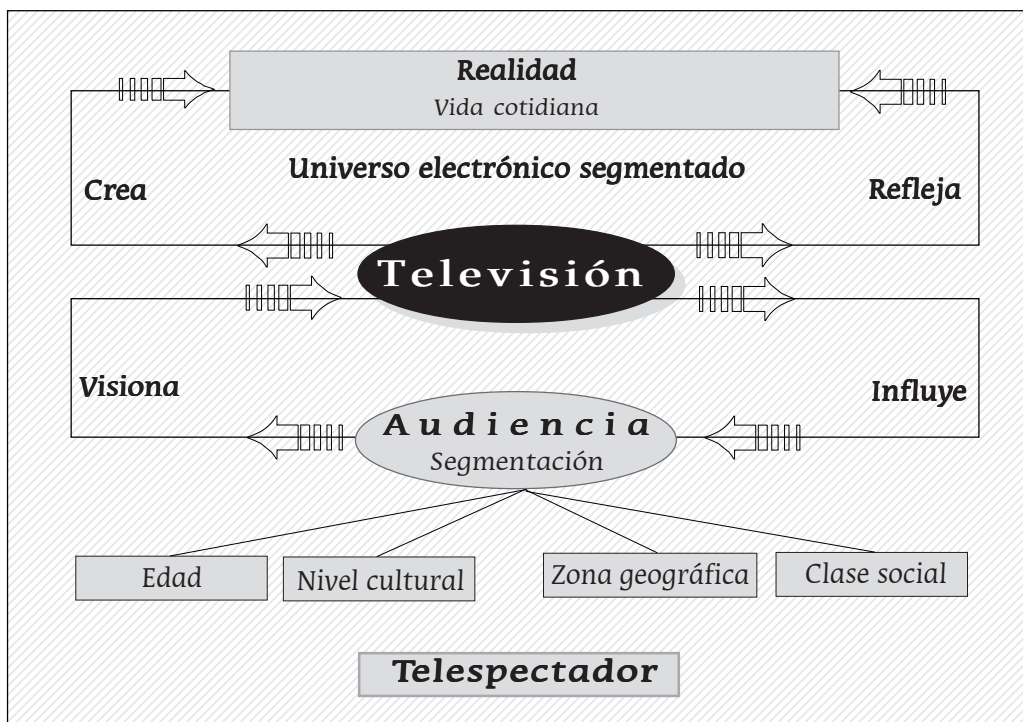 Realidad
Vida cotidiana
Universo electrónico segmentado
Crea
Refleja
Televisión
Visiona
Influye
Audiencia
Segmentación
Edad
Nivel cultural
Zona geográfica
Clase social
Telespectador